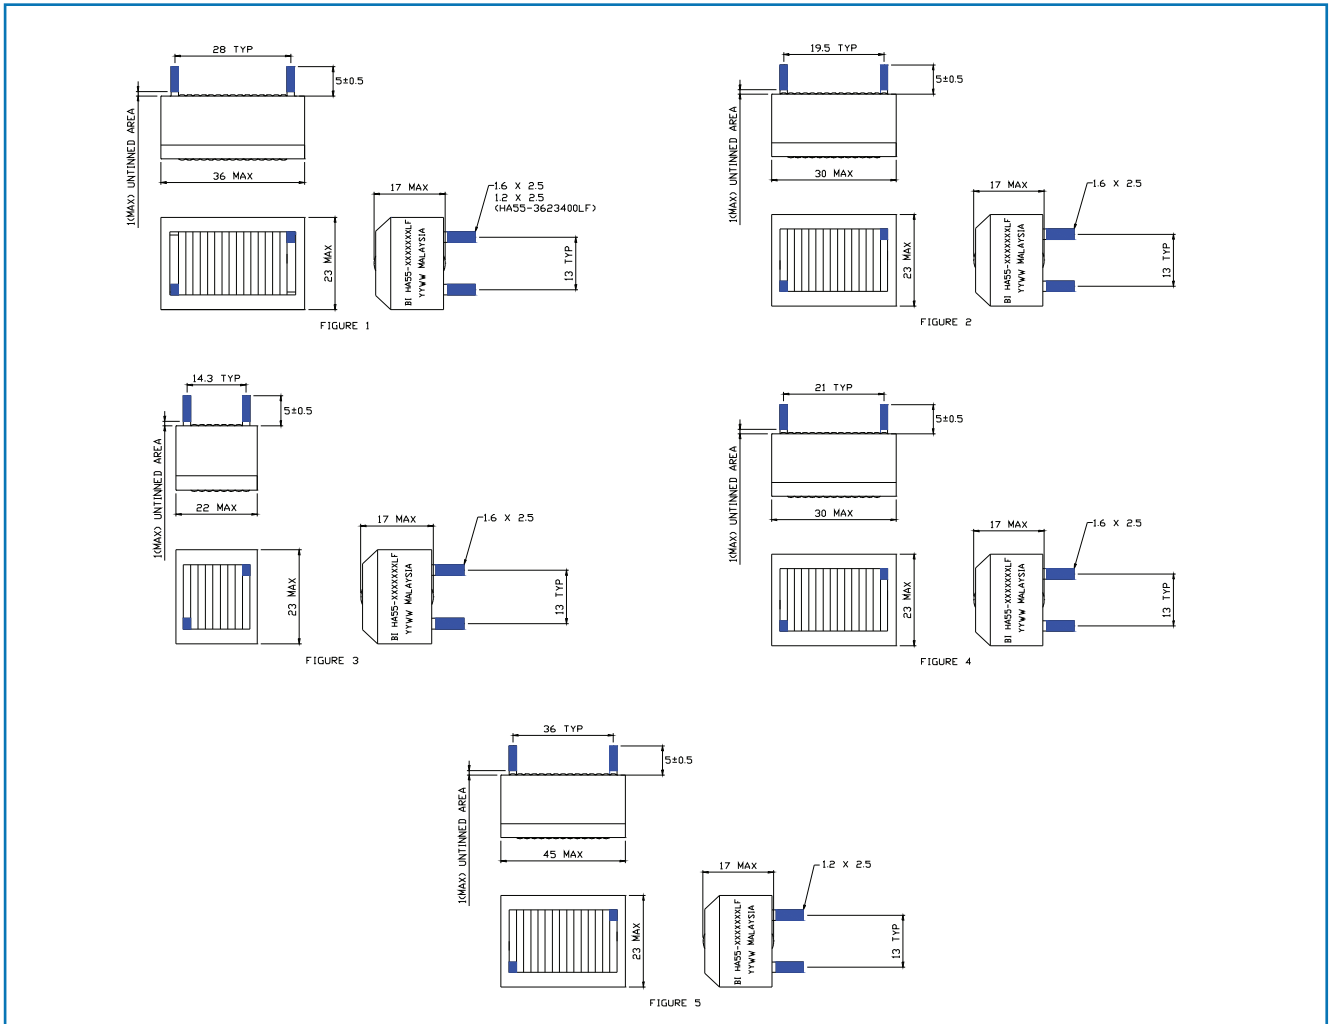 28 TYP
5±0.5
1(MAX) UNTINNED AREA
36 MAX
17 MAX
1.6 X 2.5
1.2 X 2.5
(HA55-3623400LF)
23 MAX
BI HA55-XXXXXXXLF
YYWW MALAYSIA
13 TYP
FIGURE 1
19.5 TYP
5±0.5
1(MAX) UNTINNED AREA
30 MAX
17 MAX
1.6 X 2.5
23 MAX
BI HA55-XXXXXXXLF
YYWW MALAYSIA
13 TYP
FIGURE 2
14.3 TYP
5±0.5
1(MAX) UNTINNED AREA
22 MAX
17 MAX
1.6 X 2.5
23 MAX
BI HA55-XXXXXXXLF
YYWW MALAYSIA
13 TYP
FIGURE 3
21 TYP
5±0.5
1(MAX) UNTINNED AREA
30 MAX
17 MAX
1.6 X 2.5
23 MAX
BI HA55-XXXXXXXLF
YYWW MALAYSIA
13 TYP
FIGURE 4
36 TYP
5±0.5
1(MAX) UNTINNED AREA
45 MAX
17 MAX
1.2 X 2.5
23 MAX
BI HA55-XXXXXXXLF
YYWW MALAYSIA
13 TYP
FIGURE 5